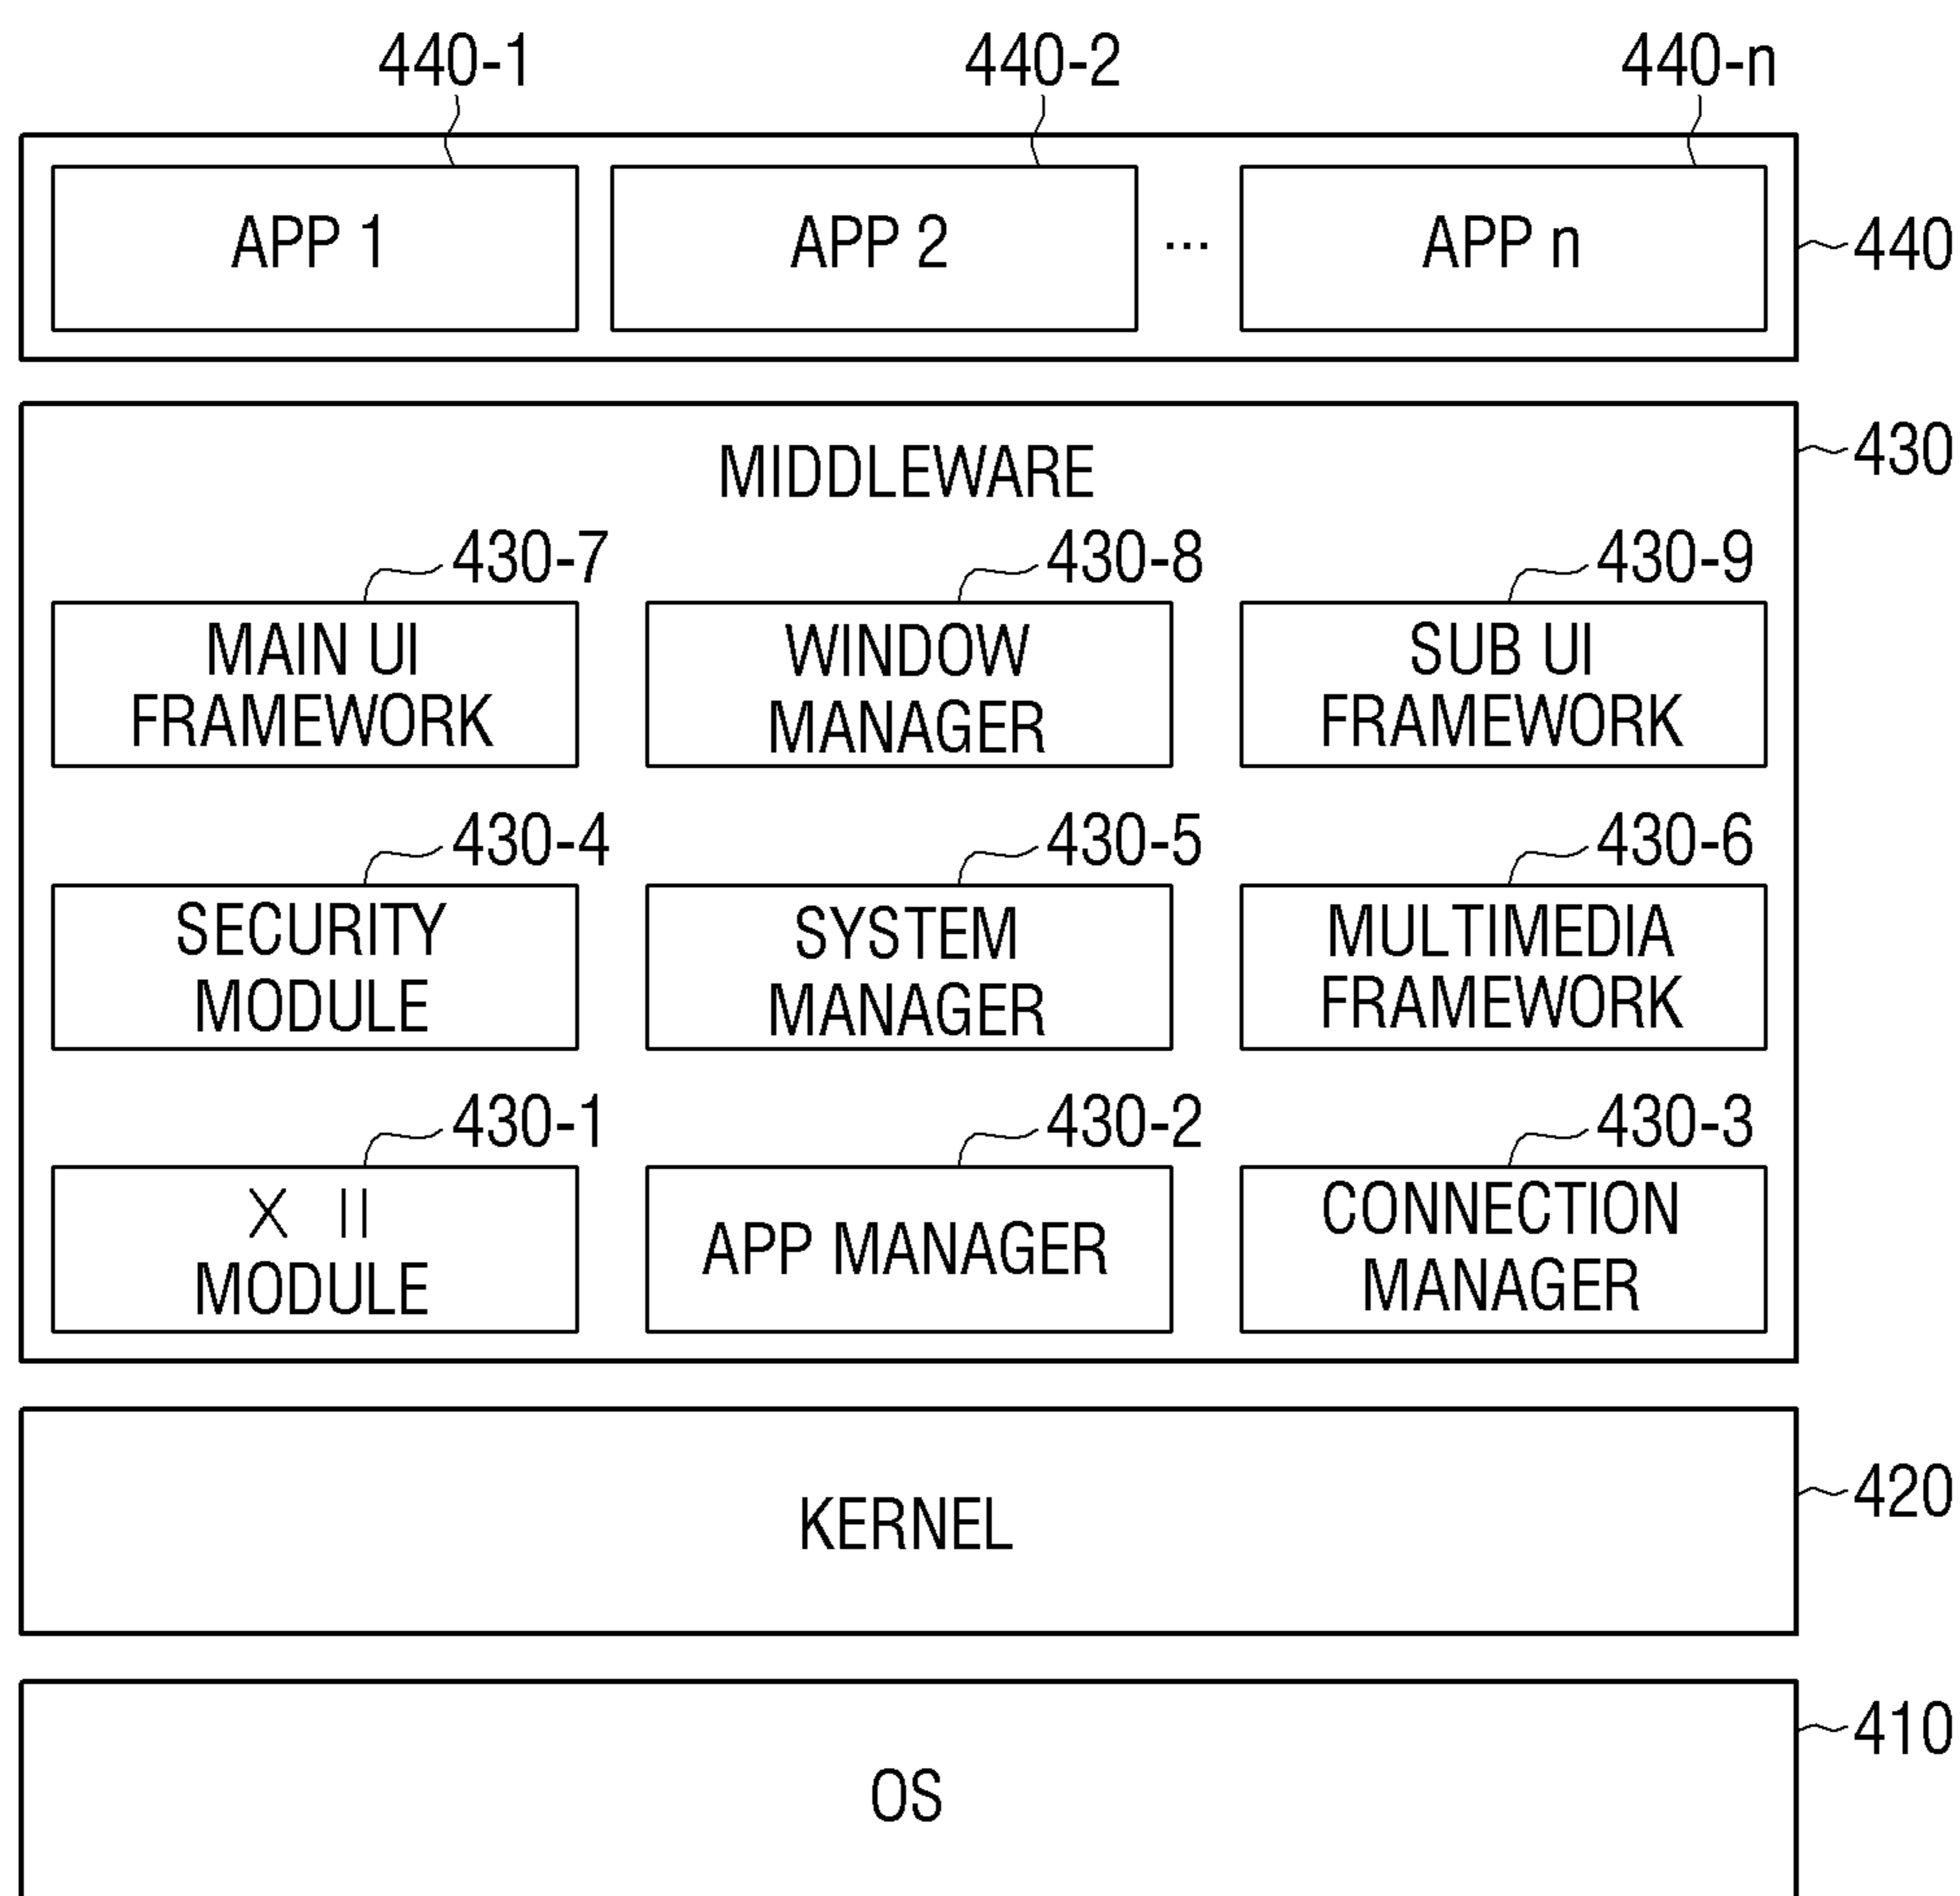 440-1 440-2 440-n
APP 1 APP 2 ... APP n 440
430
MIDDLEWARE
430-7 430-8 430-9
MAIN UI WINDOW SUB UI
FRAMEWORK MANAGER FRAMEWORK
430-4 430-5 430-6
SECURITY SYSTEM MULTIMEDIA
MODULE MANAGER FRAMEWORK
430-1 430-2 430-3
X II APP MANAGER CONNECTION
MODULE MANAGER
KERNEL 420
410
OS